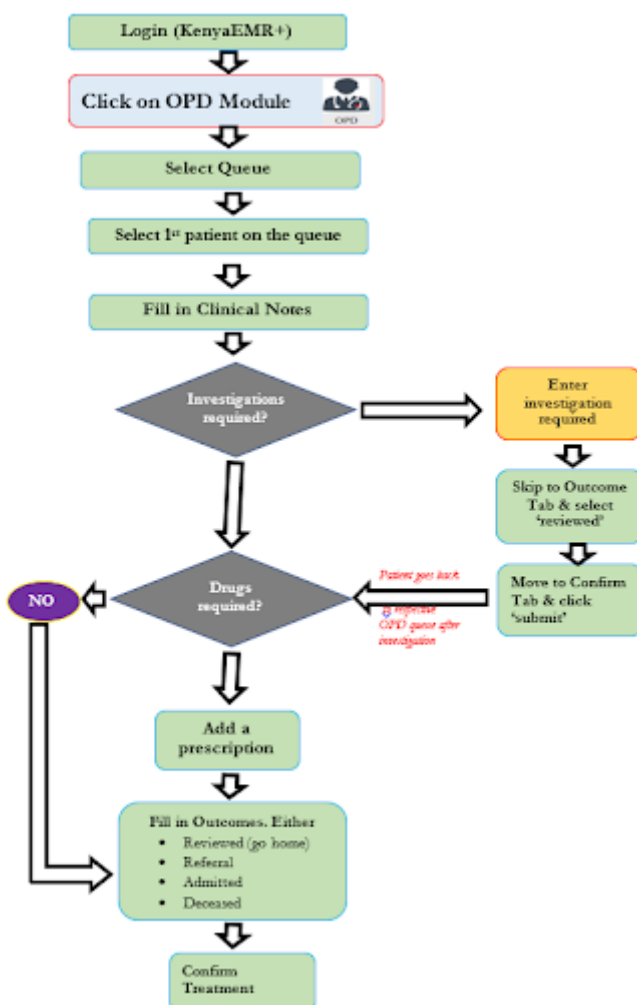 Login (KenyaEMR+)
Click on OPD Module
OPD
Select Queue
Select 1st patient on the queue
Fill in Clinical Notes
Investigations
required?
Enter
investigation
required
Skip to Outcome
Tab & select
‘reviewed’
Move to Confirm
Tab & click
‘submit’
Patient goes back
to respective
OPD queue after
investigation
Drugs
required?
NO
Add a
prescription
Fill in Outcomes. Either
• Reviewed (go home)
• Referral
• Admitted
• Deceased
Confirm
Treatment